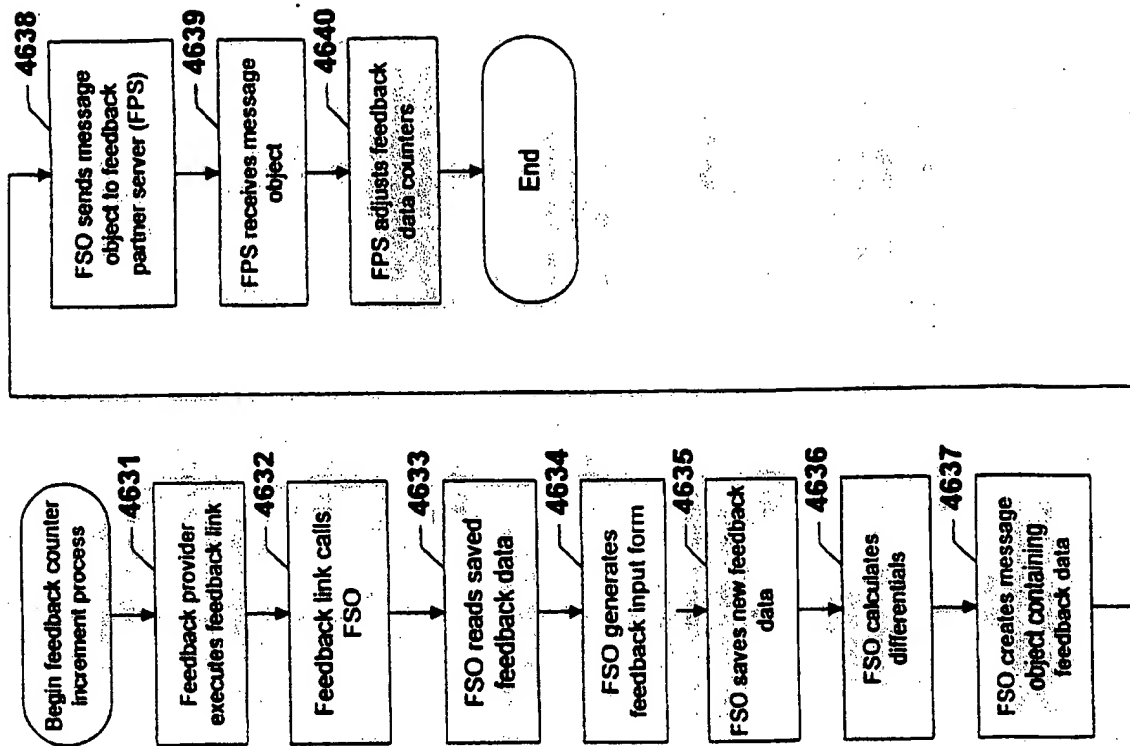 Begin feedback counter
increment process
4631
Feedback provider
executes feedback link
4632
Feedback link calls
FSO
4633
FSO reads saved
feedback data
4634
FSO generates
feedback input form
4635
FSO saves new feedback
data
4636
FSO calculates
differentials
4637
FSO creates message
object containing
feedback data
4638
FSO sends message
object to feedback
partner server (FPS)
4639
FPS receives message
object
4640
FPS adjusts feedback
data counters
End